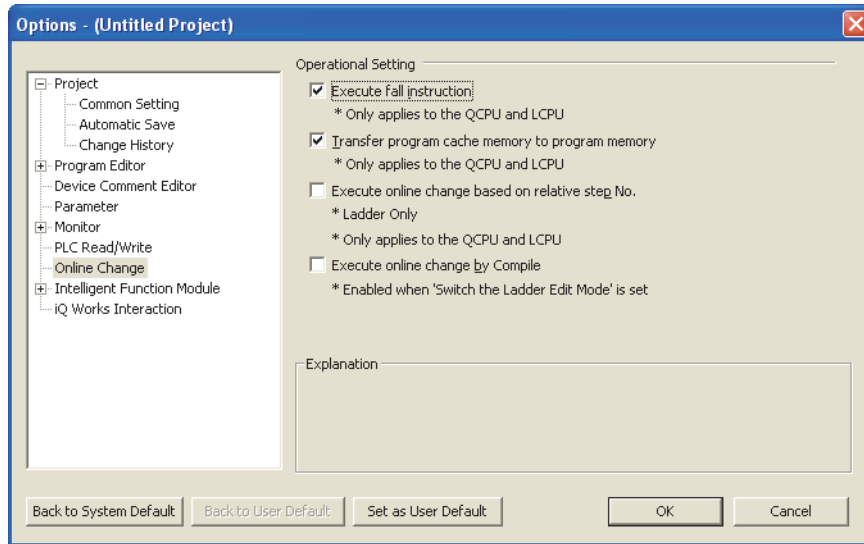 Options - (Untitled Project)
Project
Common Setting
Automatic Save
Change History
Program Editor
Device Comment Editor
Parameter
Monitor
PLC Read/Write
Online Change
Intelligent Function Module
iQ Works Interaction
Operational Setting
Execute fall instruction
* Only applies to the QCPU and LCPU
Transfer program cache memory to program memory
* Only applies to the QCPU and LCPU
Execute online change based on relative step No.
* Ladder Only
* Only applies to the QCPU and LCPU
Execute online change by Compile
* Enabled when 'Switch the Ladder Edit Mode' is set
Explanation
Back to System Default
Back to User Default
Set as User Default
OK
Cancel